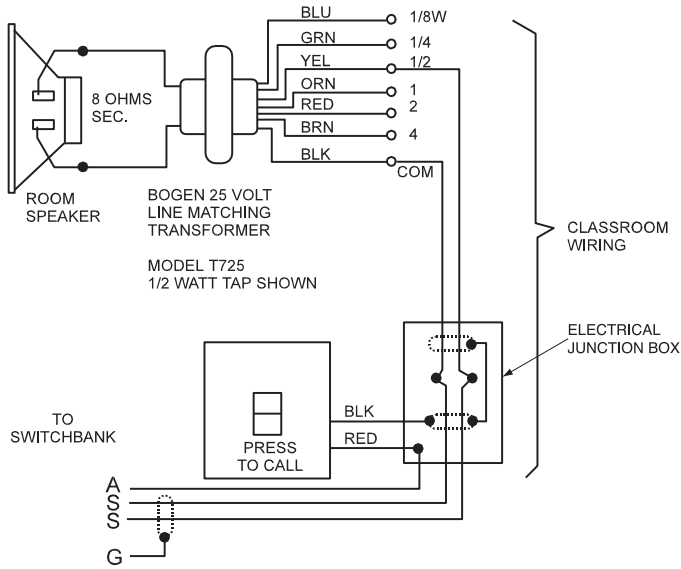 BLU
1/8W
GRN
1/4
YEL
1/2
ORN
1
RED
2
BRN
4
BLK
COM
8 OHMS
SEC.
ROOM
SPEAKER
BOGEN 25 VOLT
LINE MATCHING
TRANSFORMER
MODEL T725
1/2 WATT TAP SHOWN
CLASSROOM
WIRING
ELECTRICAL
JUNCTION BOX
BLK
RED
PRESS
TO CALL
TO
SWITCHBANK
A
S
S
G